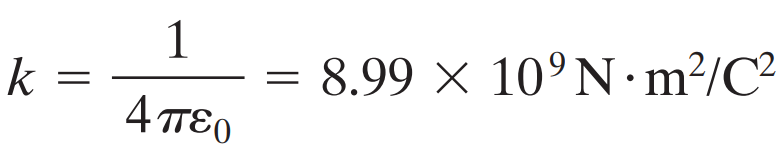 k = 1/(4πε₀) = 8.99 × 10⁹ N·m²/C²